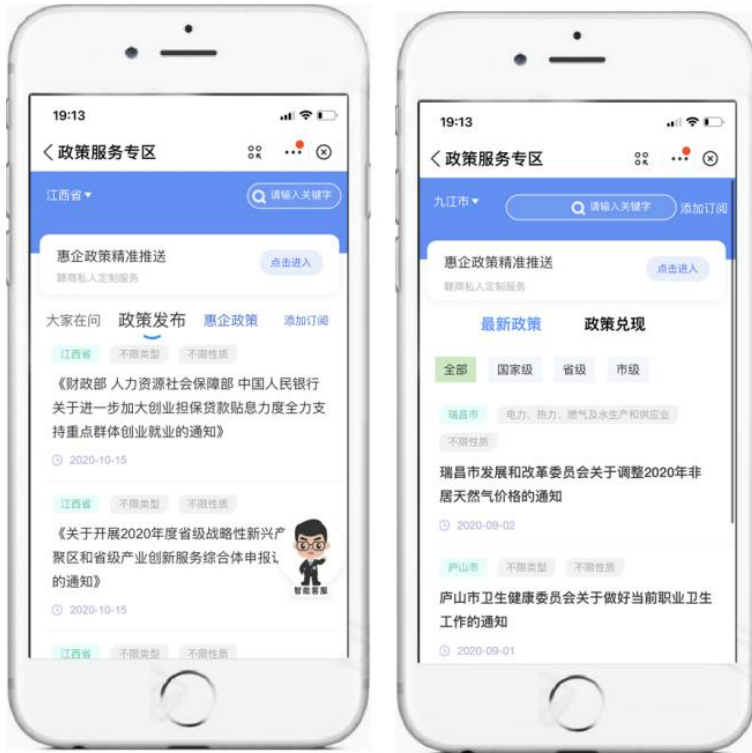 19:13
政策服务专区
江西省
请输入关键字
惠企政策精准推送
赣商私人定制服务
点击进入
大家在问 政策发布 惠企政策 添加订阅
江西省 不限类型 不限性质
《财政部 人力资源社会保障部 中国人民银行
关于进一步加大创业担保贷款贴息力度全力支
持重点群体创业就业的通知》
2020-10-15
江西省 不限类型 不限性质
《关于开展2020年度省级战略性新兴产
聚区和省级产业创新服务综合体申报
的通知》
智能客服
2020-10-15
江西省 不限类型 不限性质
19:13
政策服务专区
九江市
请输入关键字
添加订阅
惠企政策精准推送
赣商私人定制服务
点击进入
最新政策 政策兑现
全部 国家级 省级 市级
瑞昌市 电力、热力、燃气及水生产和供应业
不限性质
瑞昌市发展和改革委员会关于调整2020年非
居天然气价格的通知
2020-09-02
庐山市 不限类型 不限性质
庐山市卫生健康委员会关于做好当前职业卫生
工作的通知
2020-09-01